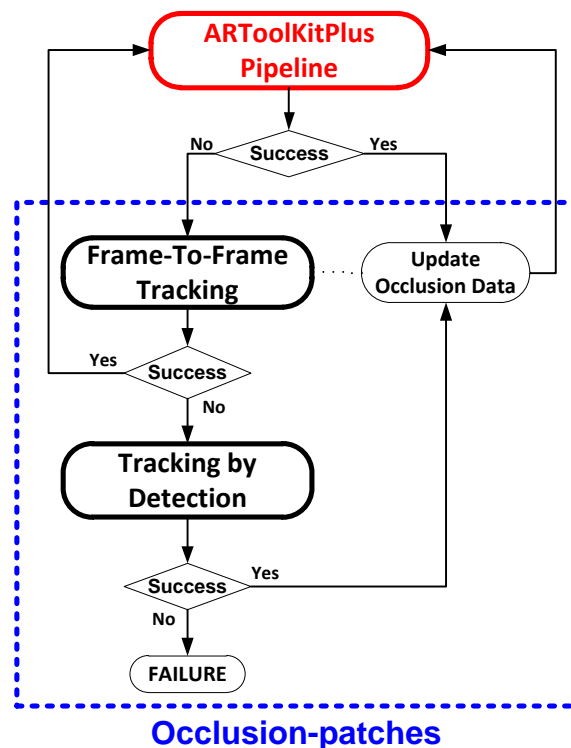 ARToolKitPlus
Pipeline
No
Success
Yes
Frame-To-Frame
Tracking
Update
Occlusion Data
Yes
Success
No
Tracking by
Detection
Success
Yes
No
FAILURE
Occlusion-patches